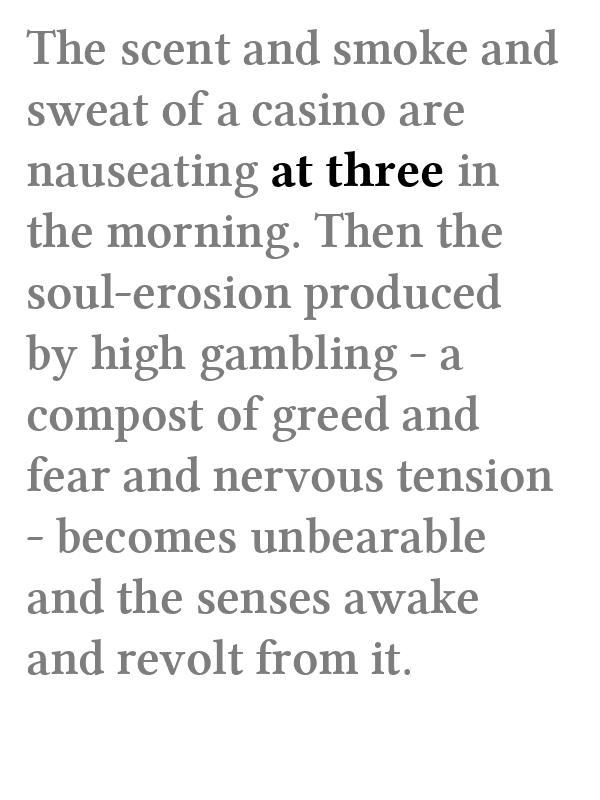 The scent and smoke and
sweat of a casino are
nauseating at three in
the morning. Then the
soul-erosion produced
by high gambling - a
compost of greed and
fear and nervous tension
- becomes unbearable
and the senses awake
and revolt from it.